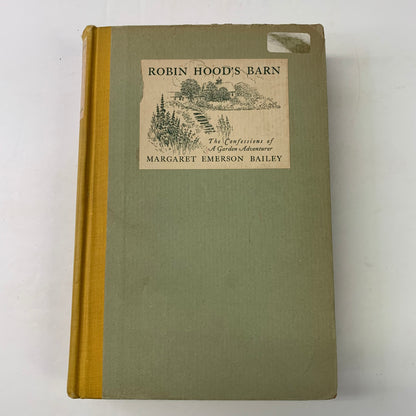 ROBIN HOOD'S BARN
The Confessions of
A Garden Adventurer
MARGARET EMERSON BAILEY